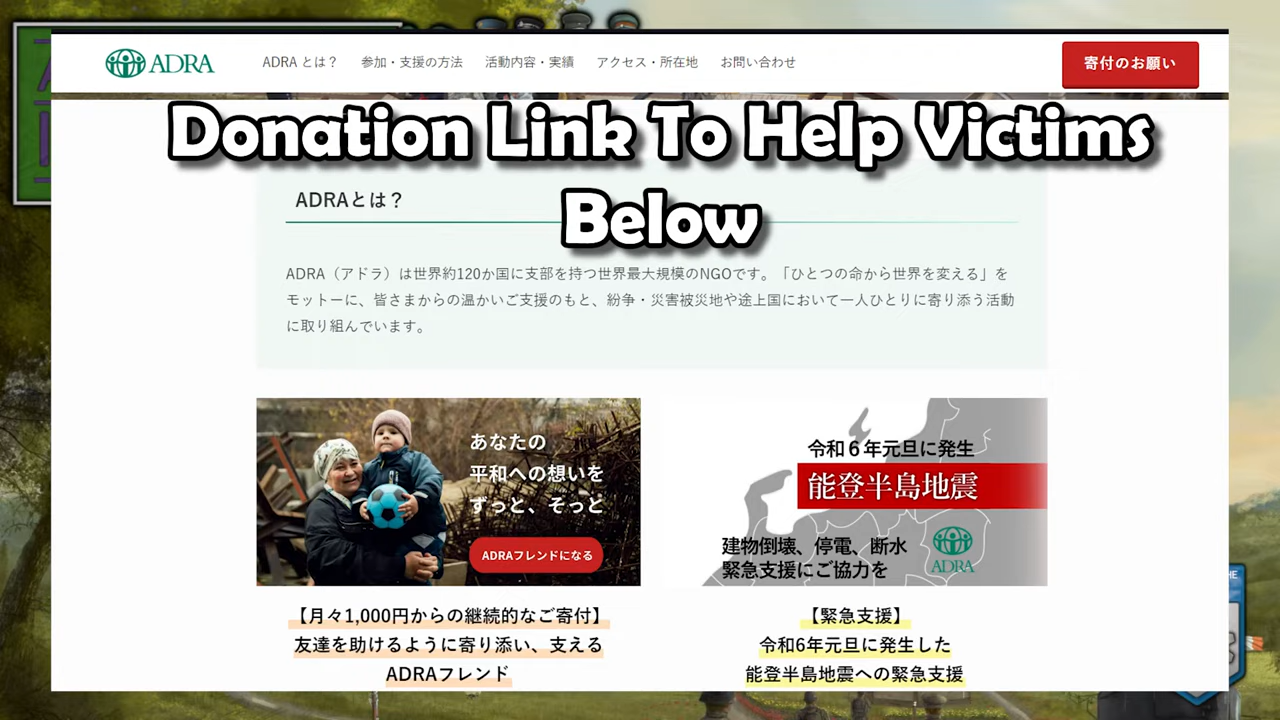 ADRA
ADRA とは？
参加・支援の方法
活動内容・実績
アクセス・所在地
お問い合わせ
寄付のお願い
Donation Link To Help Victims
Below
ADRAとは？
ADRA（アドラ）は世界約120か国に支部を持つ世界最大規模のNGOです。「ひとつの命から世界を変える」を
モットーに、皆さまからの温かいご支援のもと、紛争・災害被災地や途上国において一人ひとりに寄り添う活動
に取り組んでいます。
あなたの
平和への想いを
ずっと、そっと
ADRAフレンドになる
【月々1,000円からの継続的なご寄付】
友達を助けるように寄り添い、支える
ADRAフレンド
令和６年元旦に発生
能登半島地震
建物倒壊、停電、断水
緊急支援にご協力を
ADRA
【緊急支援】
令和6年元旦に発生した
能登半島地震への緊急支援